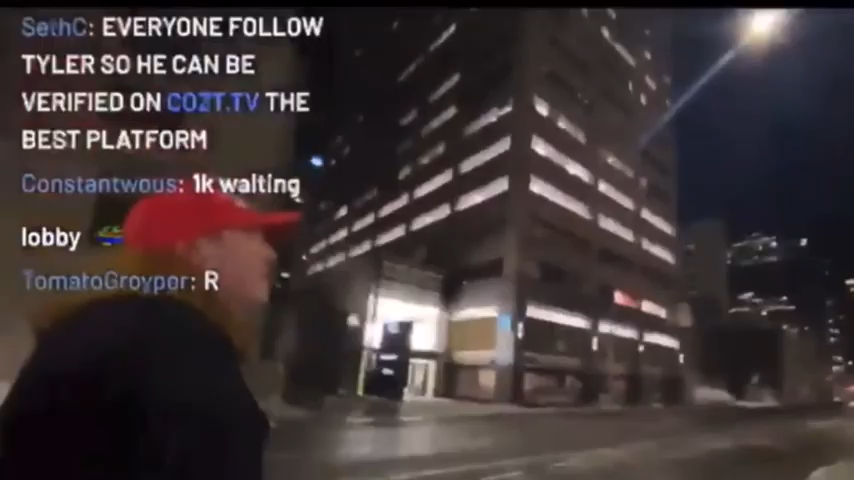 SethC: EVERYONE FOLLOW
TYLER SO HE CAN BE
VERIFIED ON COZT.TV THE
BEST PLATFORM
Constantwous: 1k waiting
lobby
TomatoGroyper: R